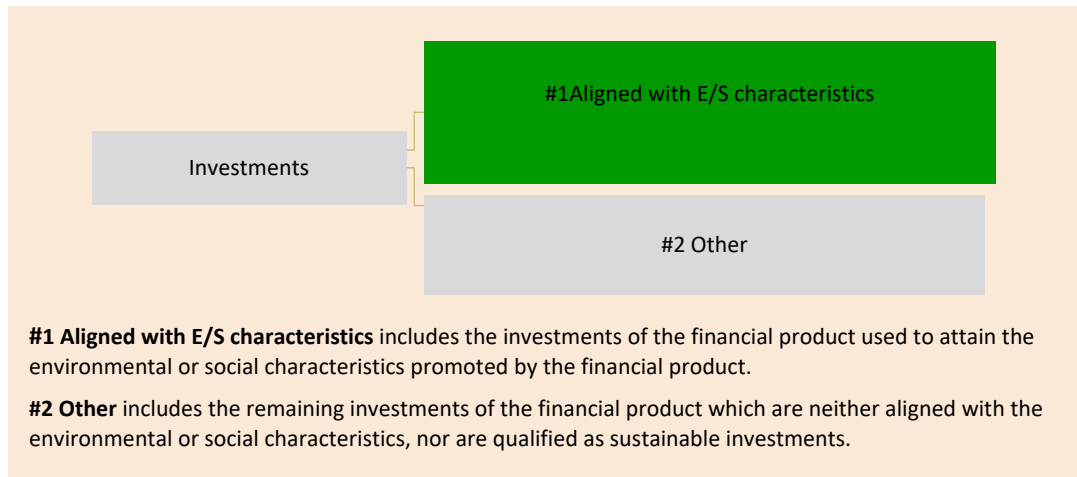 #1Aligned with E/S characteristics
Investments
#2 Other
#1 Aligned with E/S characteristics includes the investments of the financial product used to attain the
environmental or social characteristics promoted by the financial product.
#2 Other includes the remaining investments of the financial product which are neither aligned with the
environmental or social characteristics, nor are qualified as sustainable investments.